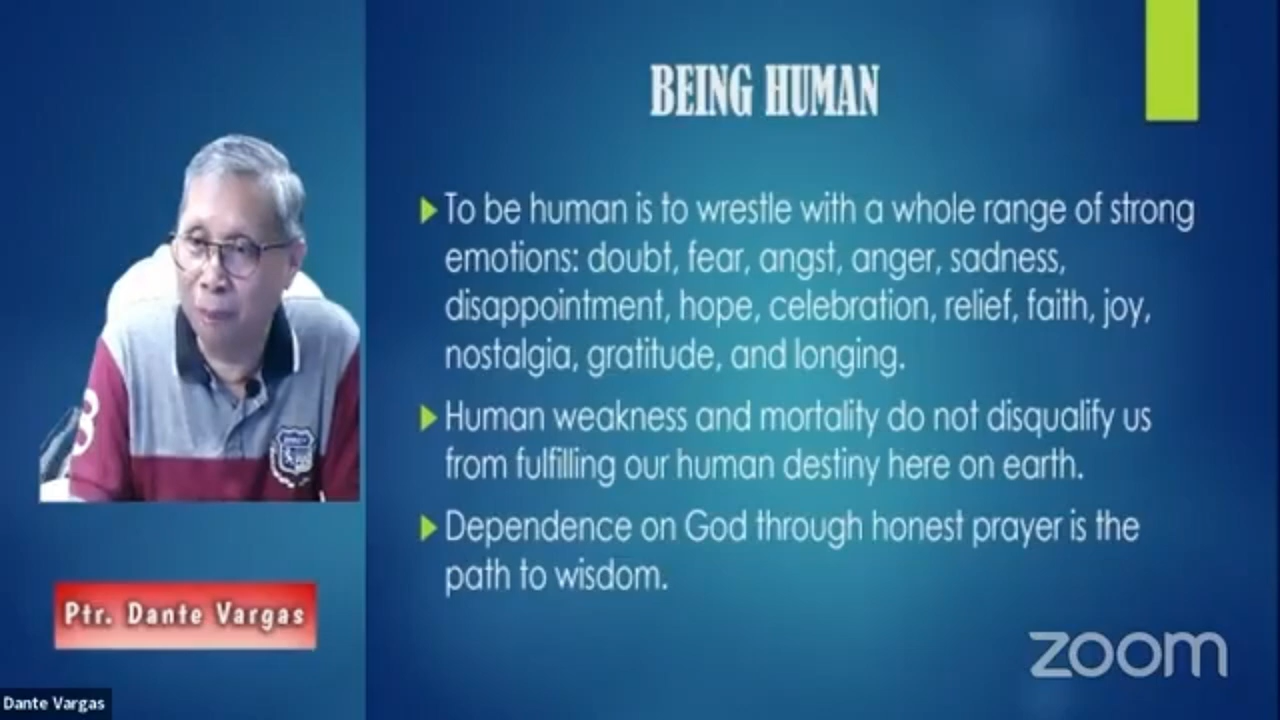 BEING HUMAN
To be human is to wrestle with a whole range of strong
emotions: doubt, fear, angst, anger, sadness,
disappointment, hope, celebration, relief, faith, joy,
nostalgia, gratitude, and longing.
Human weakness and mortality do not disqualify us
from fulfilling our human destiny here on earth.
Dependence on God through honest prayer is the
path to wisdom.
8
Ptr. Dante Vargas
zoom
Dante Vargas